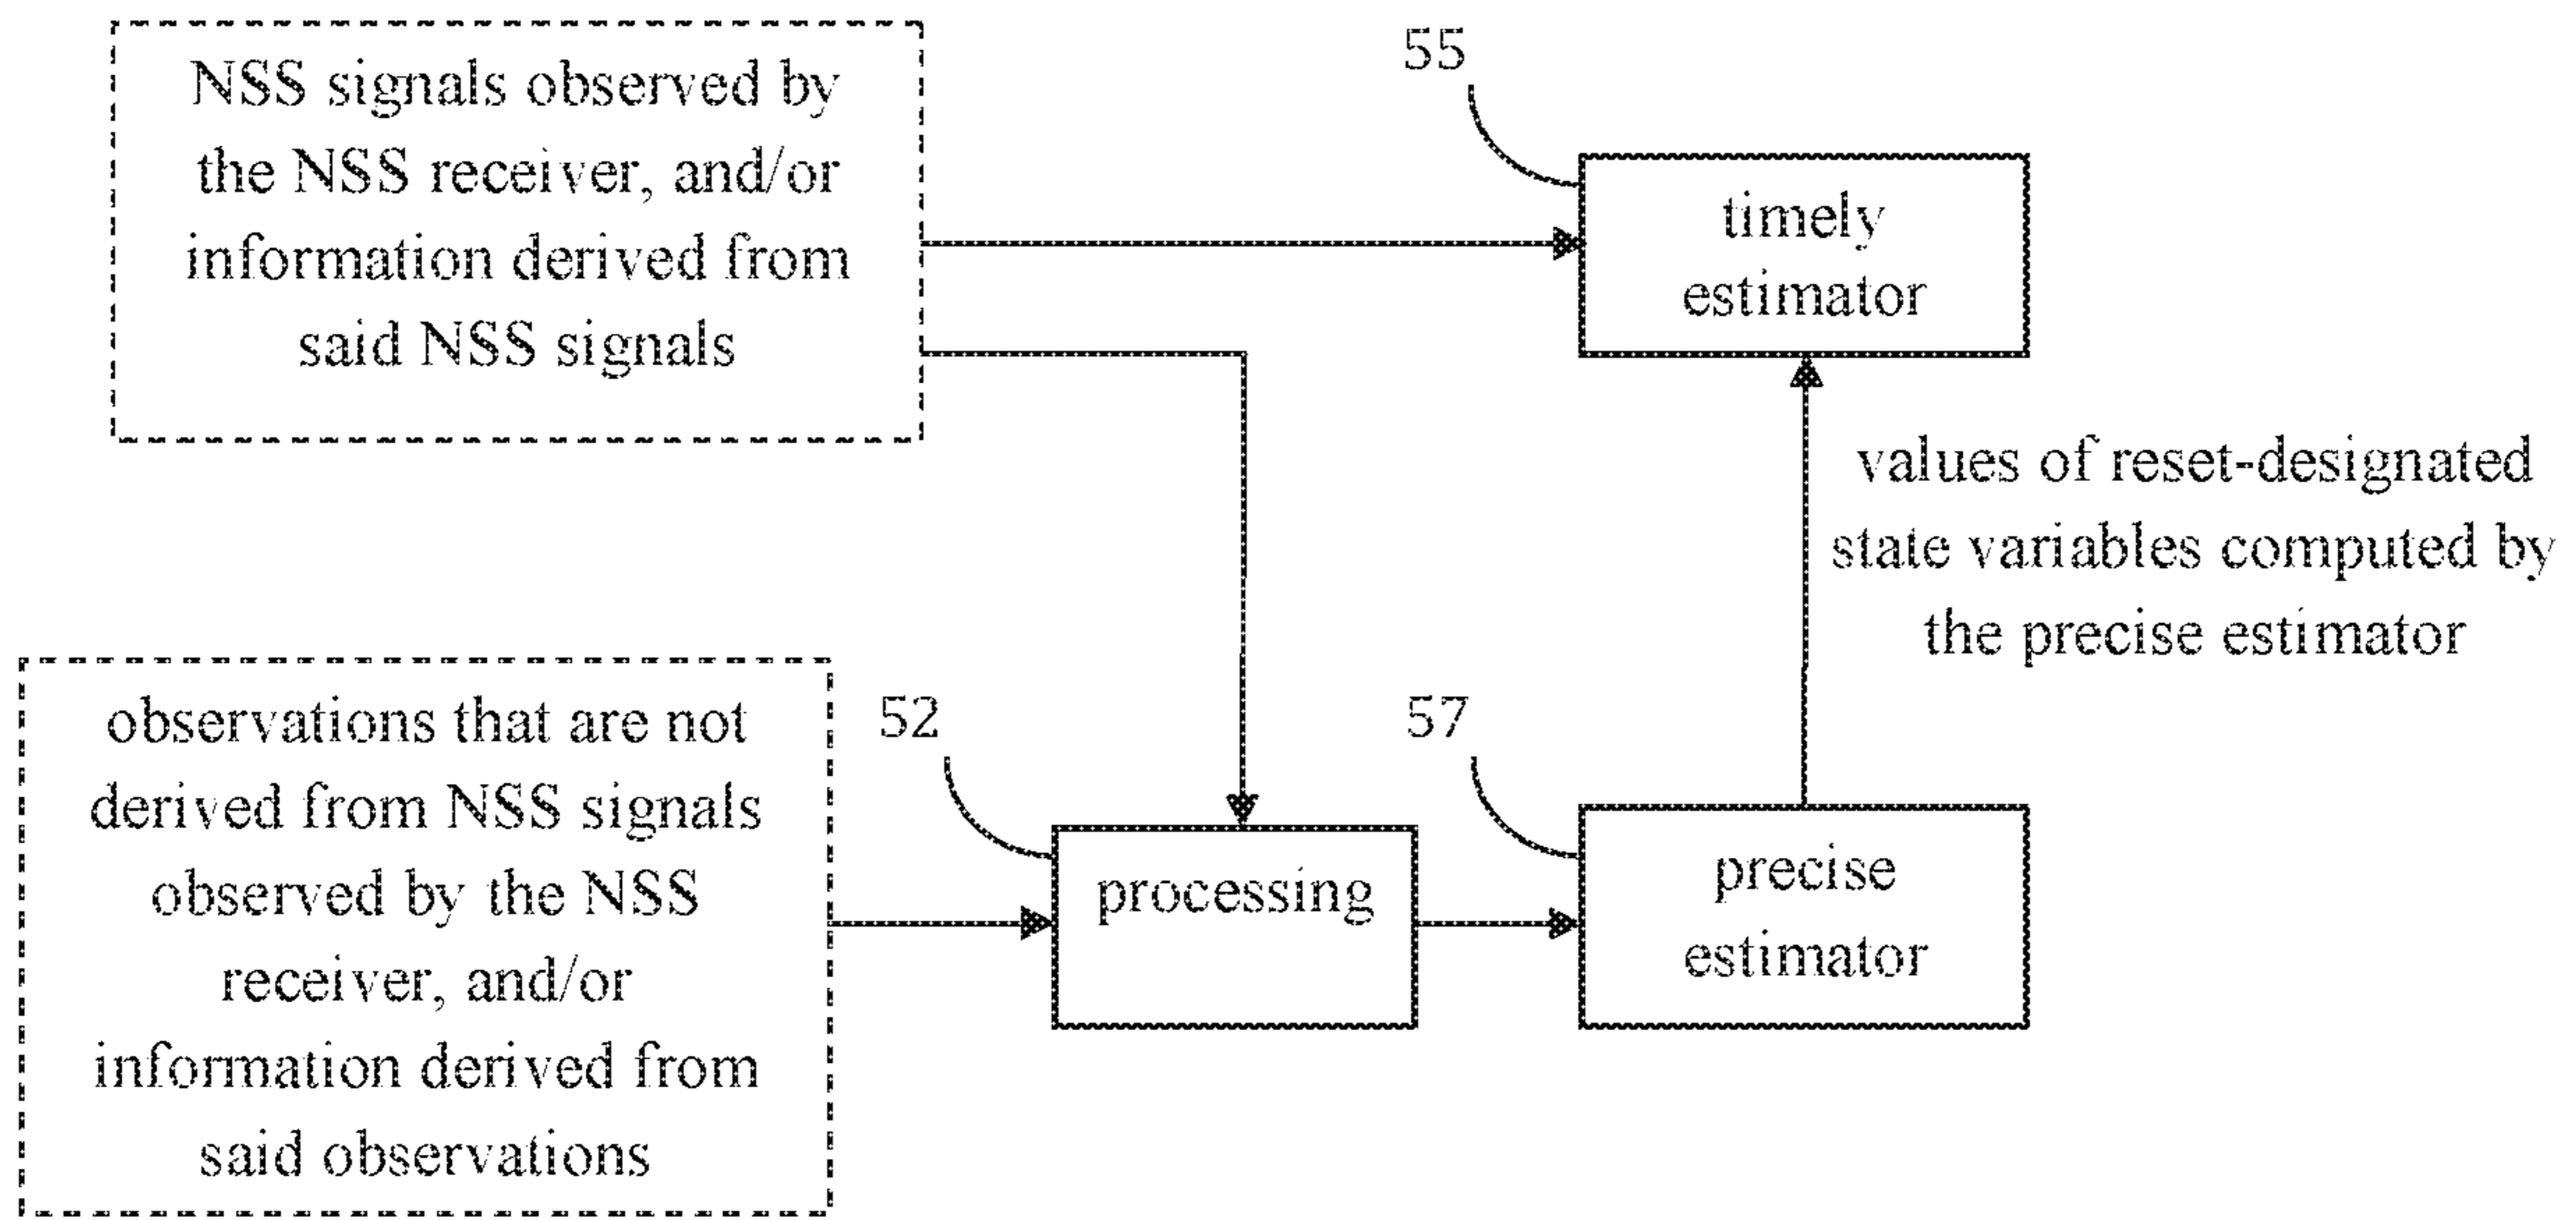 NSS signals observed by
the NSS receiver, and/or
information derived from
said NSS signals
55
timely
estimator
values of reset-designated
state variables computed by
the precise estimator
observations that are not
derived from NSS signals
observed by the NSS
receiver, and/or
information derived from
said observations
52
processing
57
precise
estimator